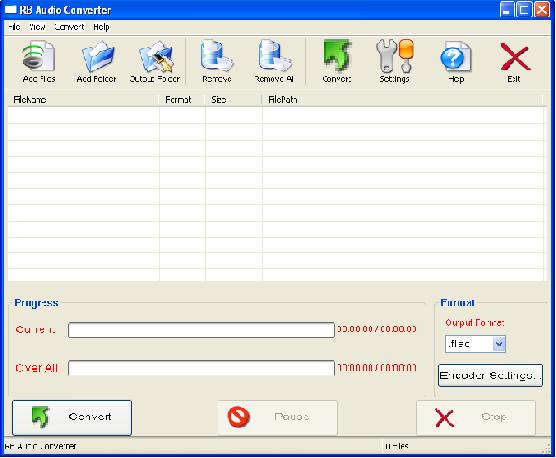 RB Audio Converter
File View Convert Help
Add Files Add Folder Output Folder Remove Remove All Convert Settings Help Exit
FileName Format Size FilePath
Progress
Format
Current 00:00:00 / 00:00:00
Output Format
.flac
Over All 00:00:00 / 00:00:00
Encoder Settings...
Convert Pause Stop
RB Audio Converter 0 Files